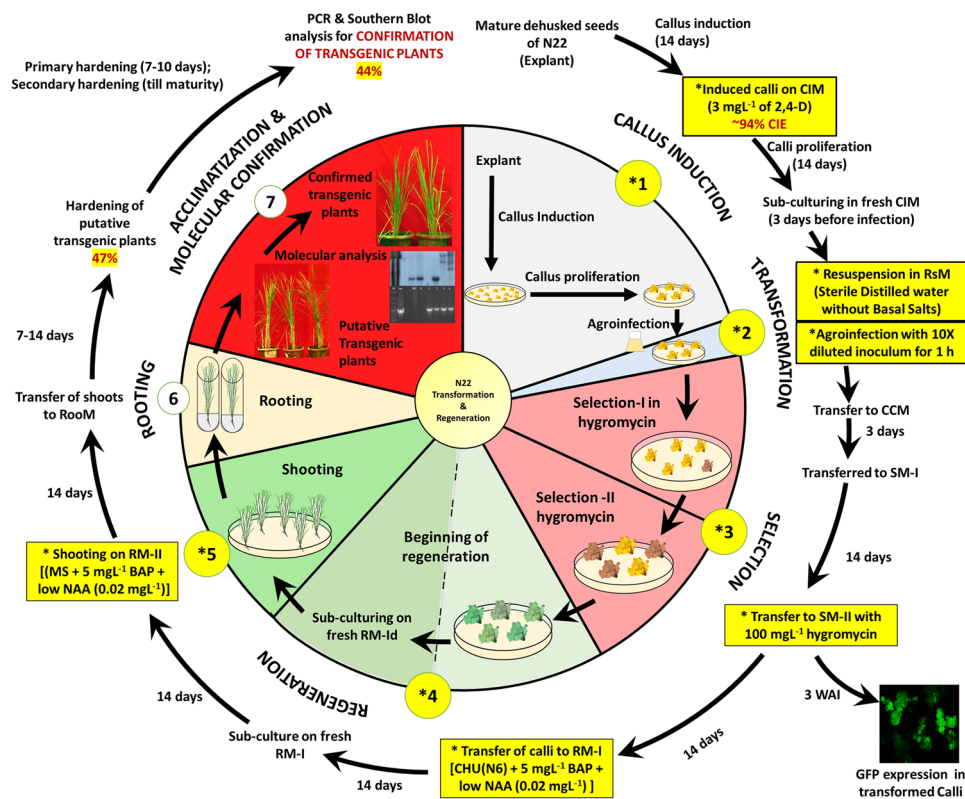 Mature dehusked seeds
of N22
(Explant)
Callus induction
(14 days)
*Induced calli on CIM
(3 mgL-1 of 2,4-D)
~94% CIE
Calli proliferation
(14 days)
Sub-culturing in fresh CIM
(3 days before infection)
* Resuspension in RsM
(Sterile Distilled water
without Basal Salts)
*Agroinfection with 10X
diluted inoculum for 1 h
Transfer to CCM
3 days
Transferred to SM-I
14 days
* Transfer to SM-II with
100 mgL-1 hygromycin
3 WAI
GFP expression in
transformed Calli
14 days
* Transfer of calli to RM-I
[CHU(N6) + 5 mgL-1 BAP +
low NAA (0.02 mgL-1) ]
14 days
Sub-culture on fresh
RM-I
14 days
* Shooting on RM-II
[(MS + 5 mgL-1 BAP +
low NAA (0.02 mgL-1)]
14 days
Transfer of shoots
to RooM
7-14 days
Hardening of
putative
transgenic plants
47%
Primary hardening (7-10 days);
Secondary hardening (till maturity)
PCR & Southern Blot
analysis for CONFIRMATION
OF TRANSGENIC PLANTS
44%
CALLUS INDUCTION
TRANSFORMATION
SELECTION
REGENERATION
ROOTING
ACCLIMATIZATION &
MOLECULAR CONFIRMATION
*1
Explant
Callus Induction
Callus proliferation
*2
Agroinfection
*3
Selection-I in
hygromycin
Selection -II
hygromycin
*4
Beginning of
regeneration
Sub-culturing on
fresh RM-Id
*5
Shooting
6
Rooting
7
Confirmed
transgenic
plants
Molecular analysis
Putative
Transgenic
plants
N22
Transformation
&
Regeneration